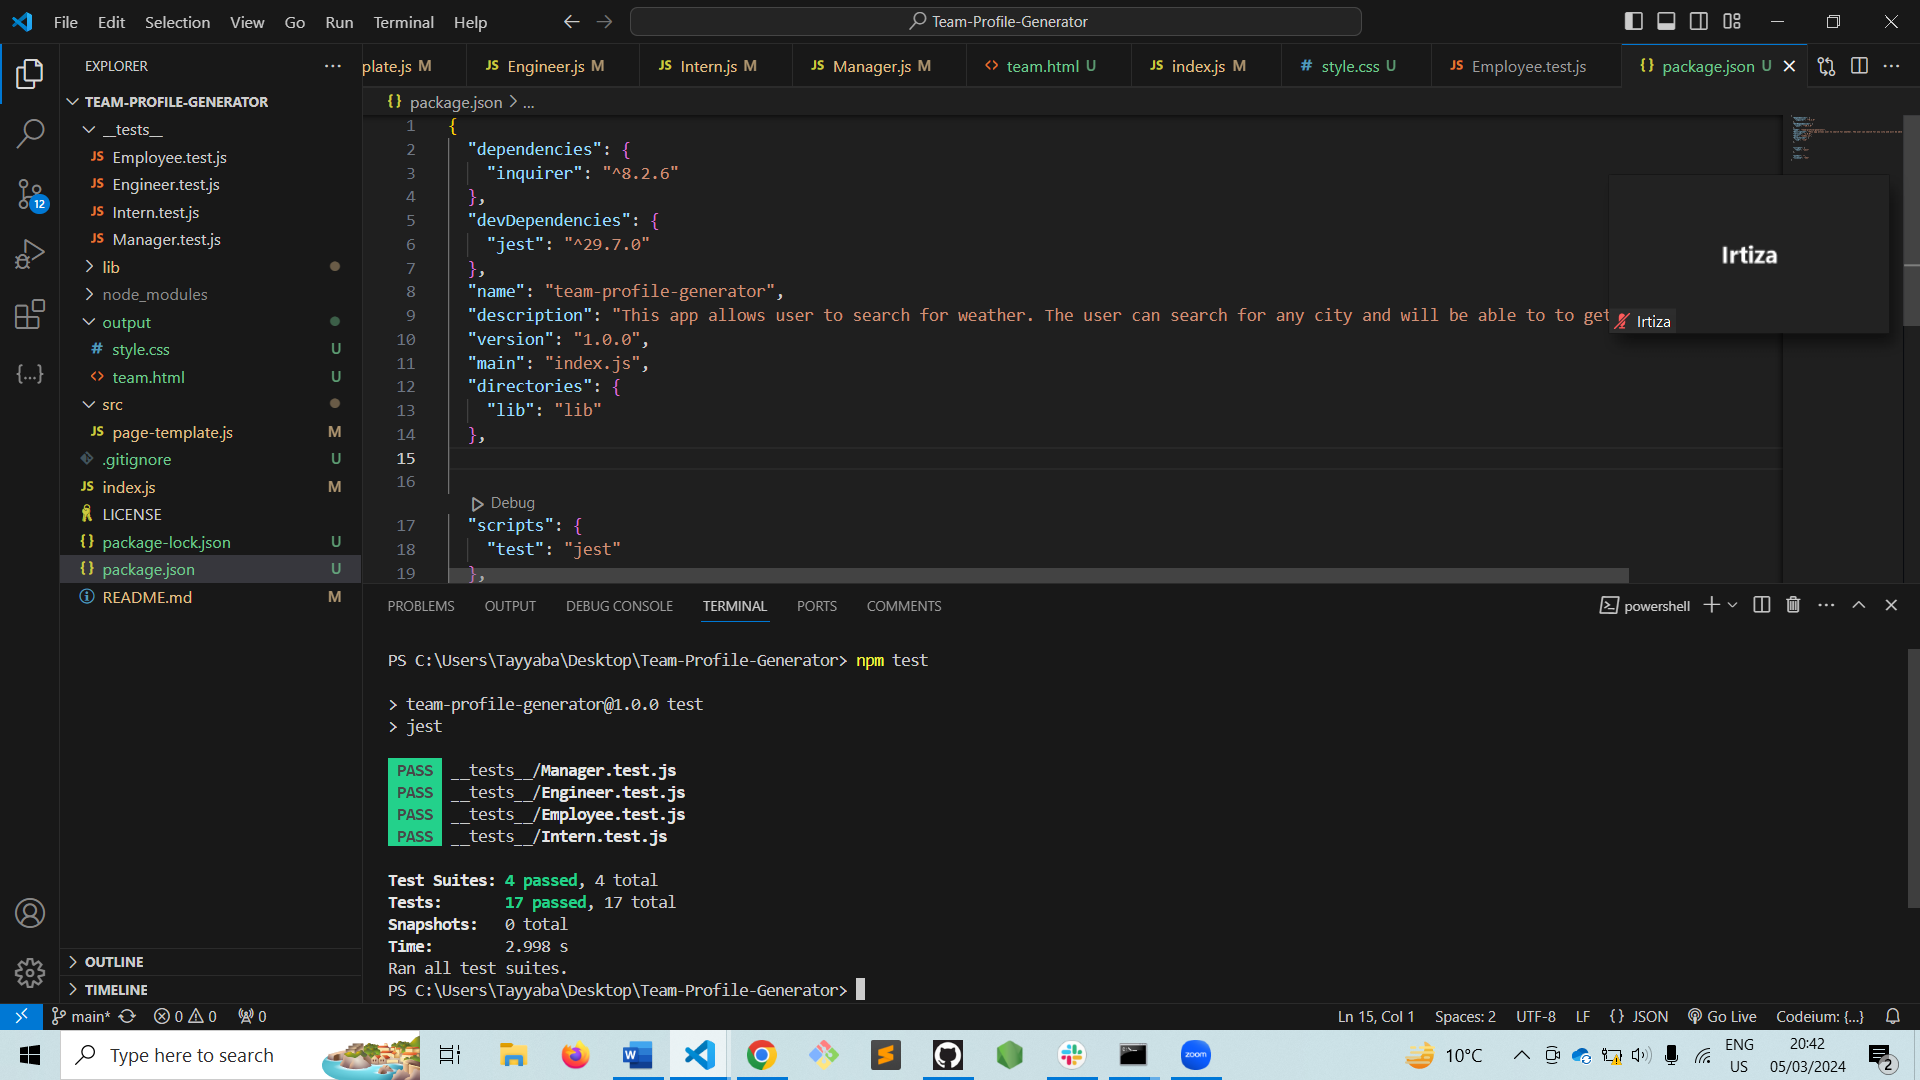 File Edit Selection View Go Run Terminal Help
Team-Profile-Generator
EXPLORER
plate.js M
Engineer.js M
Intern.js M
Manager.js M
team.html U
index.js M
style.css U
Employee.test.js
package.json U
package.json > ...
TEAM-PROFILE-GENERATOR
__tests__
Employee.test.js
Engineer.test.js
Intern.test.js
Manager.test.js
lib
node_modules
output
style.css U
team.html U
src
page-template.js M
.gitignore U
index.js M
LICENSE
package-lock.json U
package.json U
README.md M
OUTLINE
TIMELINE
12
1 {
2 "dependencies": {
3 "inquirer": "^8.2.6"
4 },
5 "devDependencies": {
6 "jest": "^29.7.0"
7 },
8 "name": "team-profile-generator",
9 "description": "This app allows user to search for weather. The user can search for any city and will be able to to get
10 "version": "1.0.0",
11 "main": "index.js",
12 "directories": {
13 "lib": "lib"
14 },
15
16
Debug
17 "scripts": {
18 "test": "jest"
19 },
Irtiza
Irtiza
PROBLEMS OUTPUT DEBUG CONSOLE TERMINAL PORTS COMMENTS
powershell
PS C:\Users\Tayyaba\Desktop\Team-Profile-Generator> npm test
> team-profile-generator@1.0.0 test
> jest
PASS __tests__/Manager.test.js
PASS __tests__/Engineer.test.js
PASS __tests__/Employee.test.js
PASS __tests__/Intern.test.js
Test Suites: 4 passed, 4 total
Tests: 17 passed, 17 total
Snapshots: 0 total
Time: 2.998 s
Ran all test suites.
PS C:\Users\Tayyaba\Desktop\Team-Profile-Generator>
main* 0 0 0
Ln 15, Col 1 Spaces: 2 UTF-8 LF {} JSON Go Live Codeium: {...}
Type here to search
zoom
10°C
ENG
US
20:42
05/03/2024
2